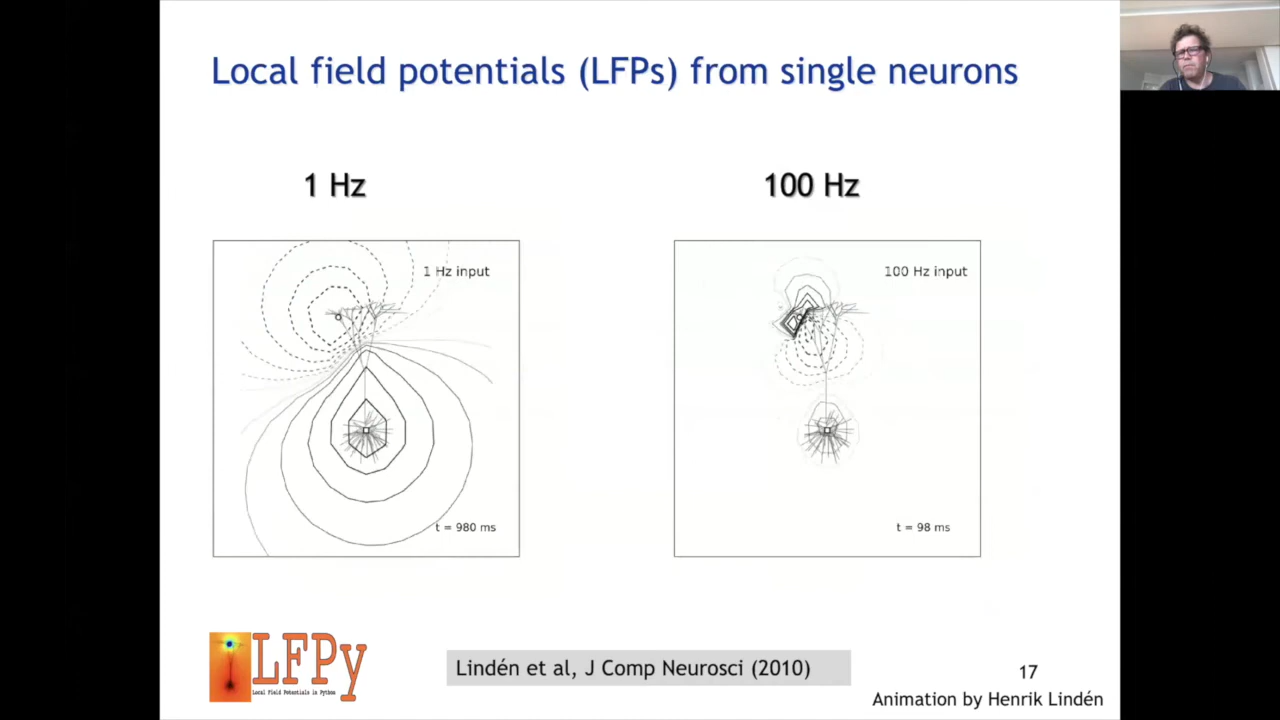 Local field potentials (LFPs) from single neurons
1 Hz
100 Hz
1 Hz input
t = 980 ms
100 Hz input
t = 98 ms
LFPy
Local Field Potentials in Python
Lindén et al, J Comp Neurosci (2010)
17
Animation by Henrik Lindén